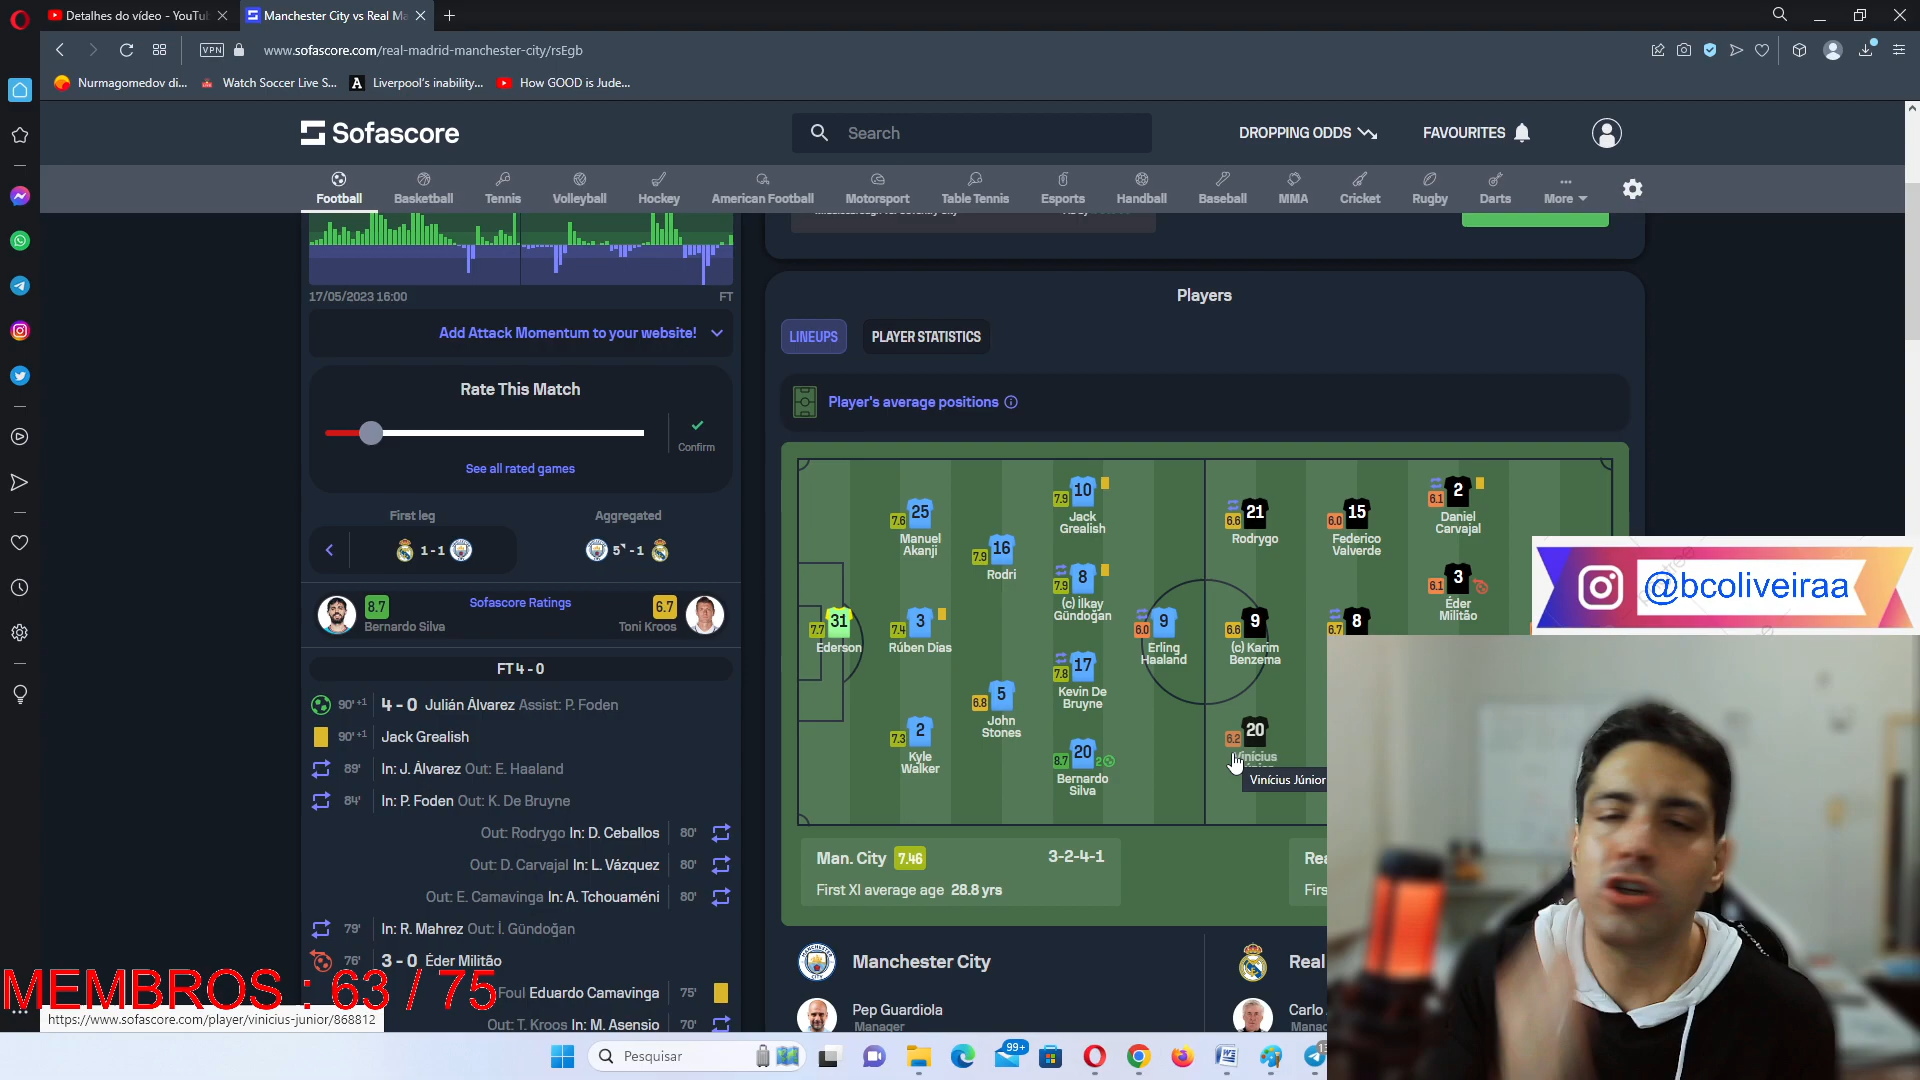 Detalhes do vídeo - YouTu
Manchester City vs Real Ma
VPN
www.sofascore.com/real-madrid-manchester-city/rsEgb
Nurmagomedov di...
Watch Soccer Live S...
A
Liverpool's inability...
How GOOD is Jude...
Sofascore
Search
DROPPING ODDS
FAVOURITES
Football
Basketball
Tennis
Volleyball
Hockey
American Football
Motorsport
Table Tennis
Esports
Handball
Baseball
MMA
Cricket
Rugby
Darts
More
17/05/2023 16:00
FT
Add Attack Momentum to your website!
Rate This Match
Confirm
See all rated games
First leg
Aggregated
1-1
5 -1
8.7
Bernardo Silva
Sofascore Ratings
6.7
Toni Kroos
FT 4 - 0
90'+1 4 - 0 Julián Álvarez Assist: P. Foden
90'+1 Jack Grealish
89' In: J. Álvarez Out: E. Haaland
84' In: P. Foden Out: K. De Bruyne
Out: Rodrygo In: D. Ceballos 80'
Out: D. Carvajal In: L. Vázquez 80'
Out: E. Camavinga In: A. Tchouaméni 80'
79' In: R. Mahrez Out: İ. Gündoğan
76' 3 - 0 Éder Militão
Foul Eduardo Camavinga 75'
Out: T. Kroos In: M. Asensio 70'
MEMBROS : 63 / 75
https://www.sofascore.com/player/vinicius-junior/868812
Players
LINEUPS
PLAYER STATISTICS
Player's average positions
31
7.7
Ederson
25
7.6
Manuel
Akanji
3
7.4
Rúben Dias
2
7.3
Kyle
Walker
16
7.9
Rodri
5
6.8
John
Stones
10
7.9
Jack
Grealish
8
7.9
(c) İlkay
Gündoğan
17
7.8
Kevin De
Bruyne
20
8.7
2
Bernardo
Silva
9
6.0
Erling
Haaland
21
6.6
Rodrygo
9
6.6
(c) Karim
Benzema
20
6.2
Vinícius
Vinícius Júnior
15
6.0
Federico
Valverde
8
6.7
2
6.1
Daniel
Carvajal
3
6.1
Éder
Militão
@bcoliveiraa
Man. City 7.46
3-2-4-1
First XI average age 28.8 yrs
Rea
Firs
Manchester City
Pep Guardiola
Manager
Real
Carlo
Manag
Pesquisar
99+